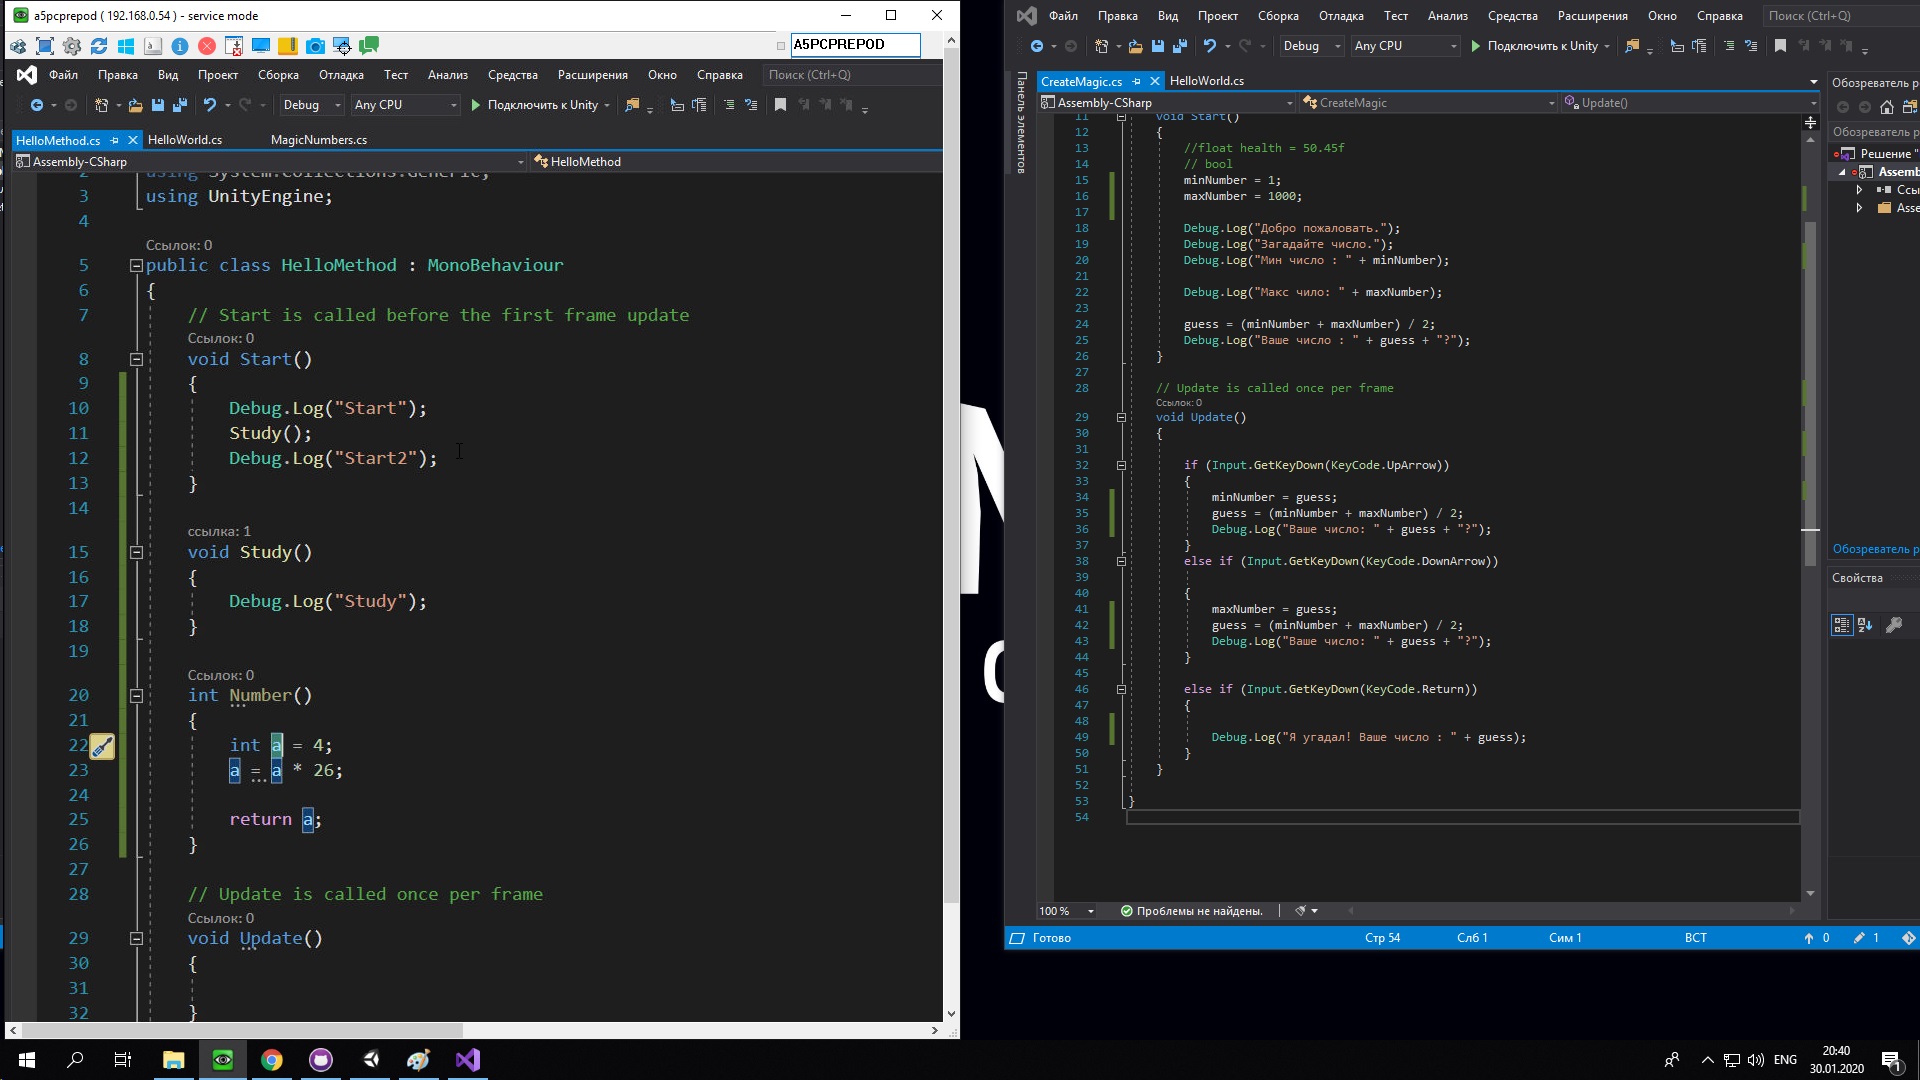 a5pcprepod ( 192.168.0.54 ) - service mode
A5PCPREPOD
Файл Правка Вид Проект Сборка Отладка Тест Анализ Средства Расширения Окно Справка Поиск (Ctrl+Q)
Debug Any CPU Подключить к Unity
HelloMethod.cs HelloWorld.cs MagicNumbers.cs
Assembly-CSharp HelloMethod
2 using System.Collections.Generic;
3 using UnityEngine;
4
Ссылок: 0
5 public class HelloMethod : MonoBehaviour
6 {
7 // Start is called before the first frame update
Ссылок: 0
8 void Start()
9 {
10 Debug.Log("Start");
11 Study();
12 Debug.Log("Start2");
13 }
14
ссылка: 1
15 void Study()
16 {
17 Debug.Log("Study");
18 }
19
Ссылок: 0
20 int Number()
21 {
22 int a = 4;
23 a = a * 26;
24
25 return a;
26 }
27
28 // Update is called once per frame
Ссылок: 0
29 void Update()
30 {
31
32 }
Файл Правка Вид Проект Сборка Отладка Тест Анализ Средства Расширения Окно Справка Поиск (Ctrl+Q)
Debug Any CPU Подключить к Unity
Панель элементов
CreateMagic.cs HelloWorld.cs
Assembly-CSharp CreateMagic Update()
11 void Start()
12 {
13 //float health = 50.45f
14 // bool
15 minNumber = 1;
16 maxNumber = 1000;
17
18 Debug.Log("Добро пожаловать.");
19 Debug.Log("Загадайте число.");
20 Debug.Log("Мин число : " + minNumber);
21
22 Debug.Log("Макс чило: " + maxNumber);
23
24 guess = (minNumber + maxNumber) / 2;
25 Debug.Log("Ваше число : " + guess + "?");
26 }
27
28 // Update is called once per frame
Ссылок: 0
29 void Update()
30 {
31
32 if (Input.GetKeyDown(KeyCode.UpArrow))
33 {
34 minNumber = guess;
35 guess = (minNumber + maxNumber) / 2;
36 Debug.Log("Ваше число: " + guess + "?");
37 }
38 else if (Input.GetKeyDown(KeyCode.DownArrow))
39
40 {
41 maxNumber = guess;
42 guess = (minNumber + maxNumber) / 2;
43 Debug.Log("Ваше число: " + guess + "?");
44 }
45
46 else if (Input.GetKeyDown(KeyCode.Return))
47 {
48
49 Debug.Log("Я угадал! Ваше число : " + guess);
50 }
51 }
52
53 }
54
100 % Проблемы не найдены.
Готово Стр 54 Слб 1 Сим 1 ВСТ 0 1
Обозреватель р
Обозреватель р
Решение "
Assemb
Ссы
Asse
Обозреватель р
Свойства
ENG
20:40
30.01.2020
1